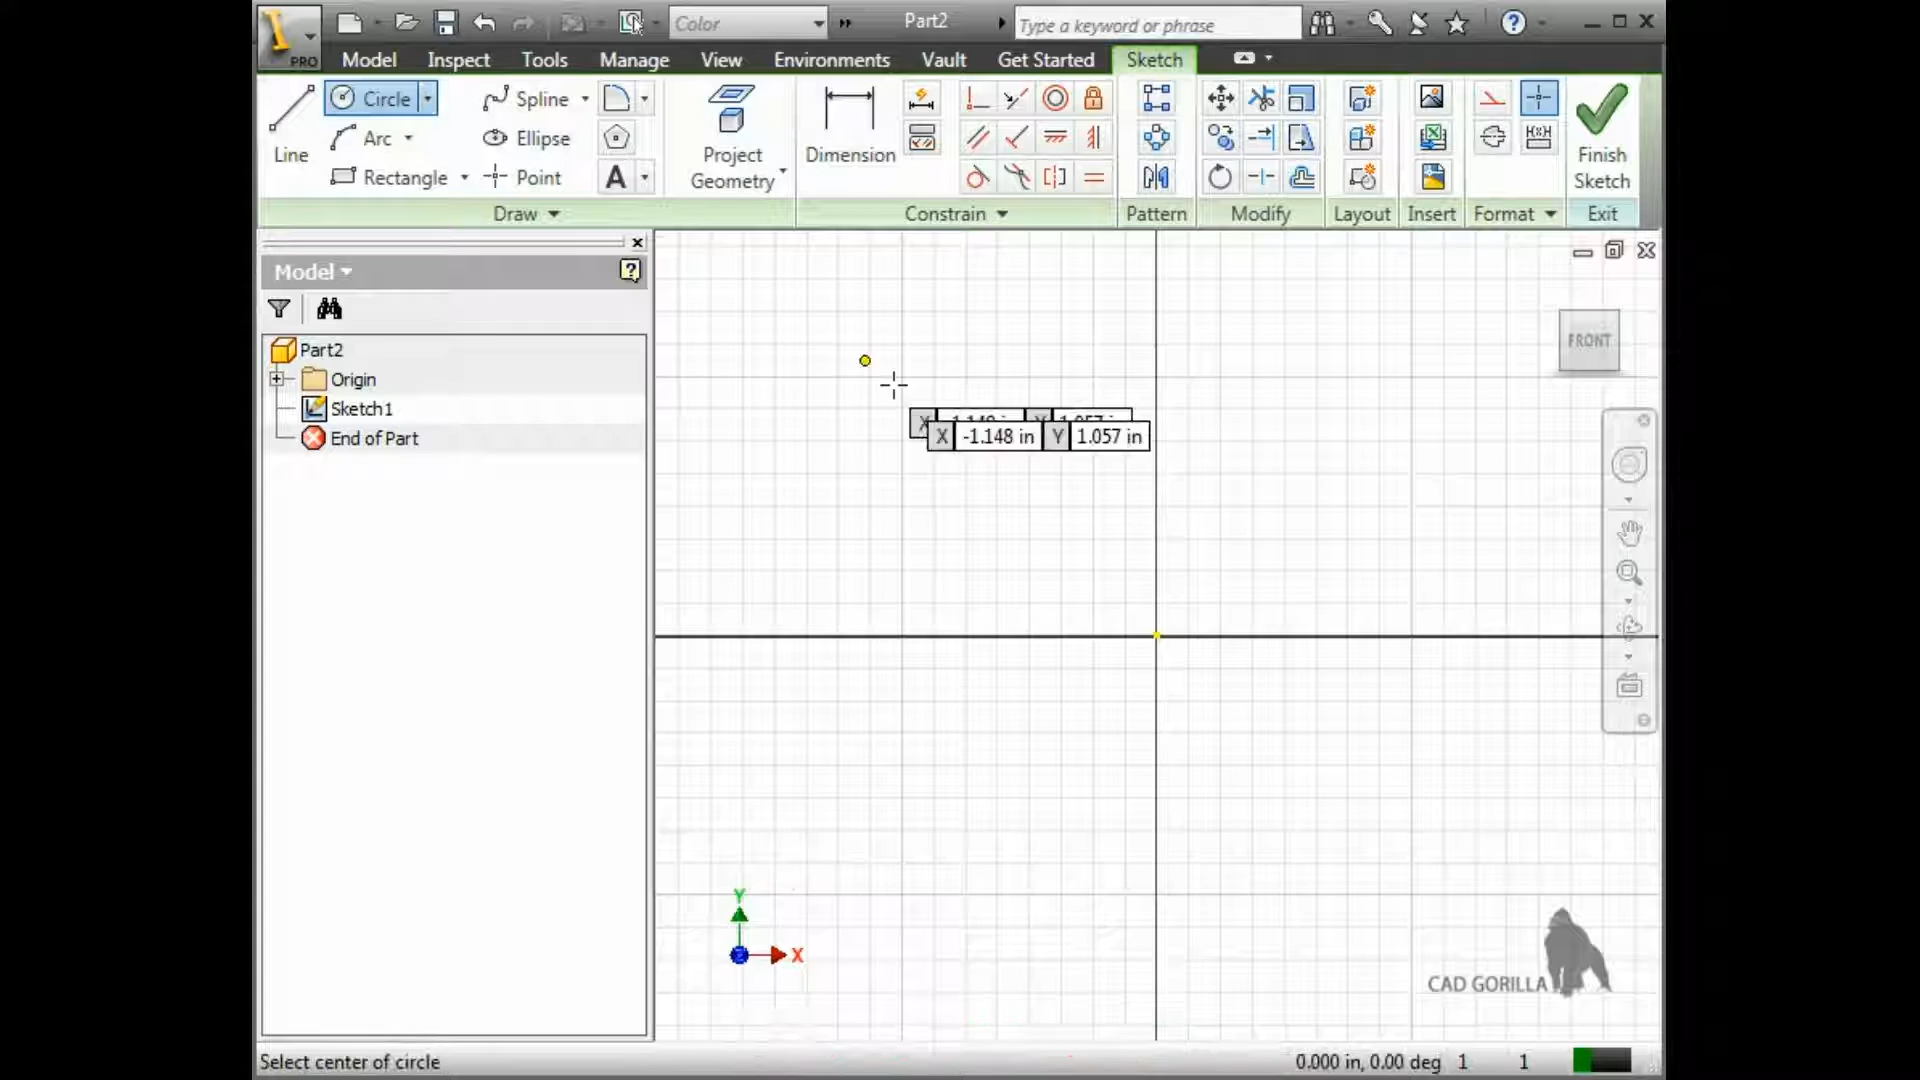 PRO
Color
Part2
Type a keyword or phrase
Model
Inspect
Tools
Manage
View
Environments
Vault
Get Started
Sketch
Line
Circle
Arc
Rectangle
Spline
Ellipse
Point
A
Project
Geometry
Dimension
Finish
Sketch
Draw
Constrain
Pattern
Modify
Layout
Insert
Format
Exit
Model
Part2
Origin
Sketch1
End of Part
FRONT
X -1.148 in Y 1.057 in
Y
X
CAD GORILLA
Select center of circle
0.000 in, 0.00 deg 1 1